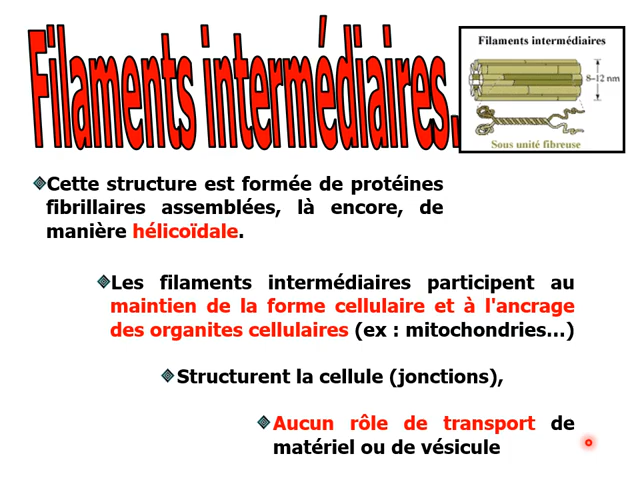 Filaments intermédiaires.
Filaments intermédiaires
8–12 nm
Sous unité fibreuse
Cette structure est formée de protéines
fibrillaires assemblées, là encore, de
manière hélicoïdale.
Les filaments intermédiaires participent au
maintien de la forme cellulaire et à l'ancrage
des organites cellulaires (ex : mitochondries...)
Structurent la cellule (jonctions),
Aucun rôle de transport de
matériel ou de vésicule